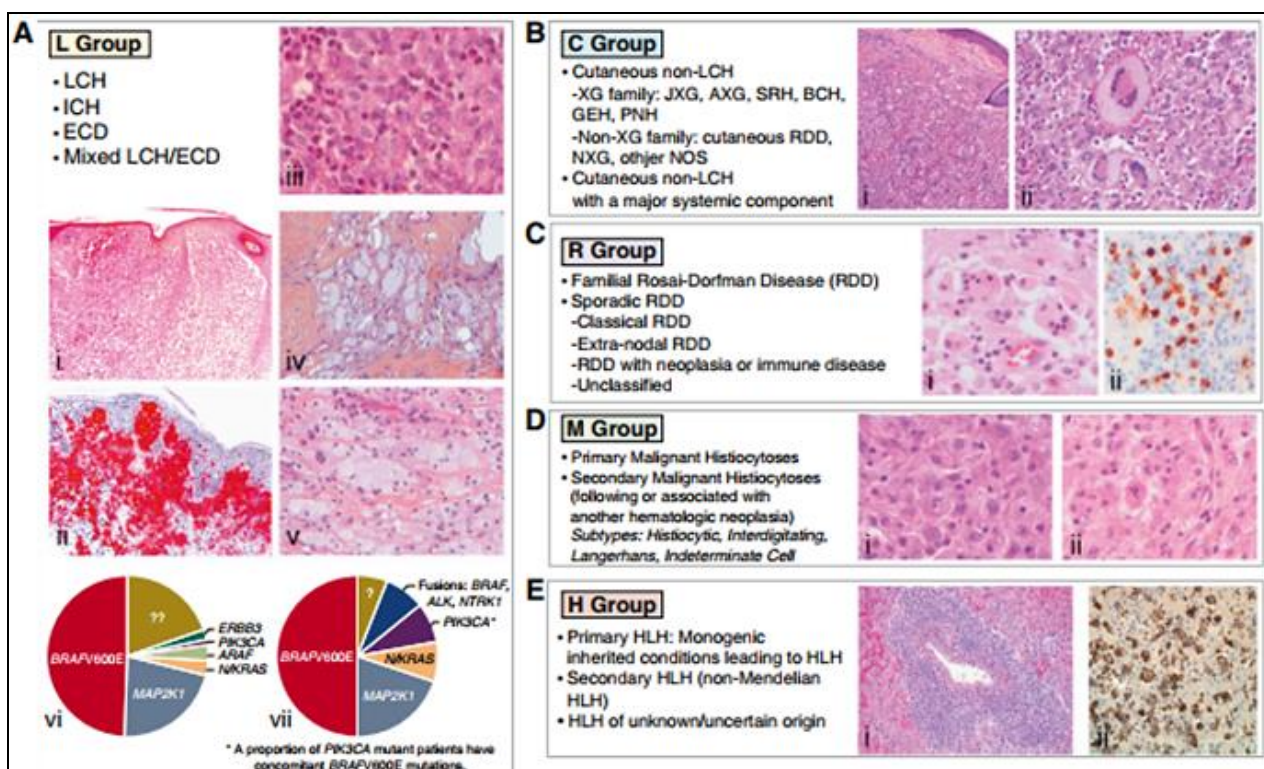 A
L Group
• LCH
• ICH
• ECD
• Mixed LCH/ECD
iii
i
iv
ii
v
??
ERBB3
PIK3CA
ARAF
N/KRAS
BRAFV600E
MAP2K1
vi
?
Fusions: BRAF,
ALK, NTRK1
PIK3CA*
N/KRAS
BRAFV600E
MAP2K1
vii
* A proportion of PIK3CA mutant patients have
concomitant BRAFV600E mutations.
B
C Group
• Cutaneous non-LCH
-XG family: JXG, AXG, SRH, BCH,
GEH, PNH
-Non-XG family: cutaneous RDD,
NXG, othjer NOS
• Cutaneous non-LCH
with a major systemic component
i
ii
C
R Group
• Familial Rosai-Dorfman Disease (RDD)
• Sporadic RDD
-Classical RDD
-Extra-nodal RDD
-RDD with neoplasia or immune disease
-Unclassified
i
ii
D
M Group
• Primary Malignant Histiocytoses
• Secondary Malignant Histiocytoses
(following or associated with
another hematologic neoplasia)
Subtypes: Histiocytic, Interdigitating,
Langerhans, Indeterminate Cell
i
ii
E
H Group
• Primary HLH: Monogenic
inherited conditions leading to HLH
• Secondary HLH (non-Mendelian
HLH)
• HLH of unknown/uncertain origin
i
ii